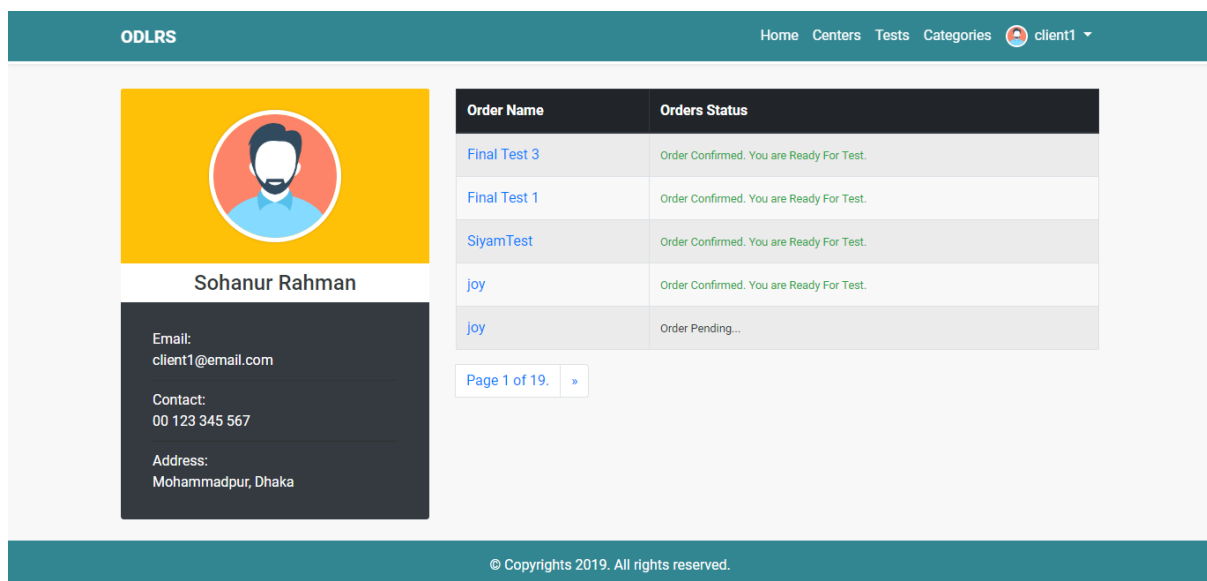 ODLRS
Home Centers Tests Categories client1
Sohanur Rahman
Email:
client1@email.com
Contact:
00 123 345 567
Address:
Mohammadpur, Dhaka
Order Name Orders Status
Final Test 3 Order Confirmed. You are Ready For Test.
Final Test 1 Order Confirmed. You are Ready For Test.
SiyamTest Order Confirmed. You are Ready For Test.
joy Order Confirmed. You are Ready For Test.
joy Order Pending...
Page 1 of 19. »
© Copyrights 2019. All rights reserved.